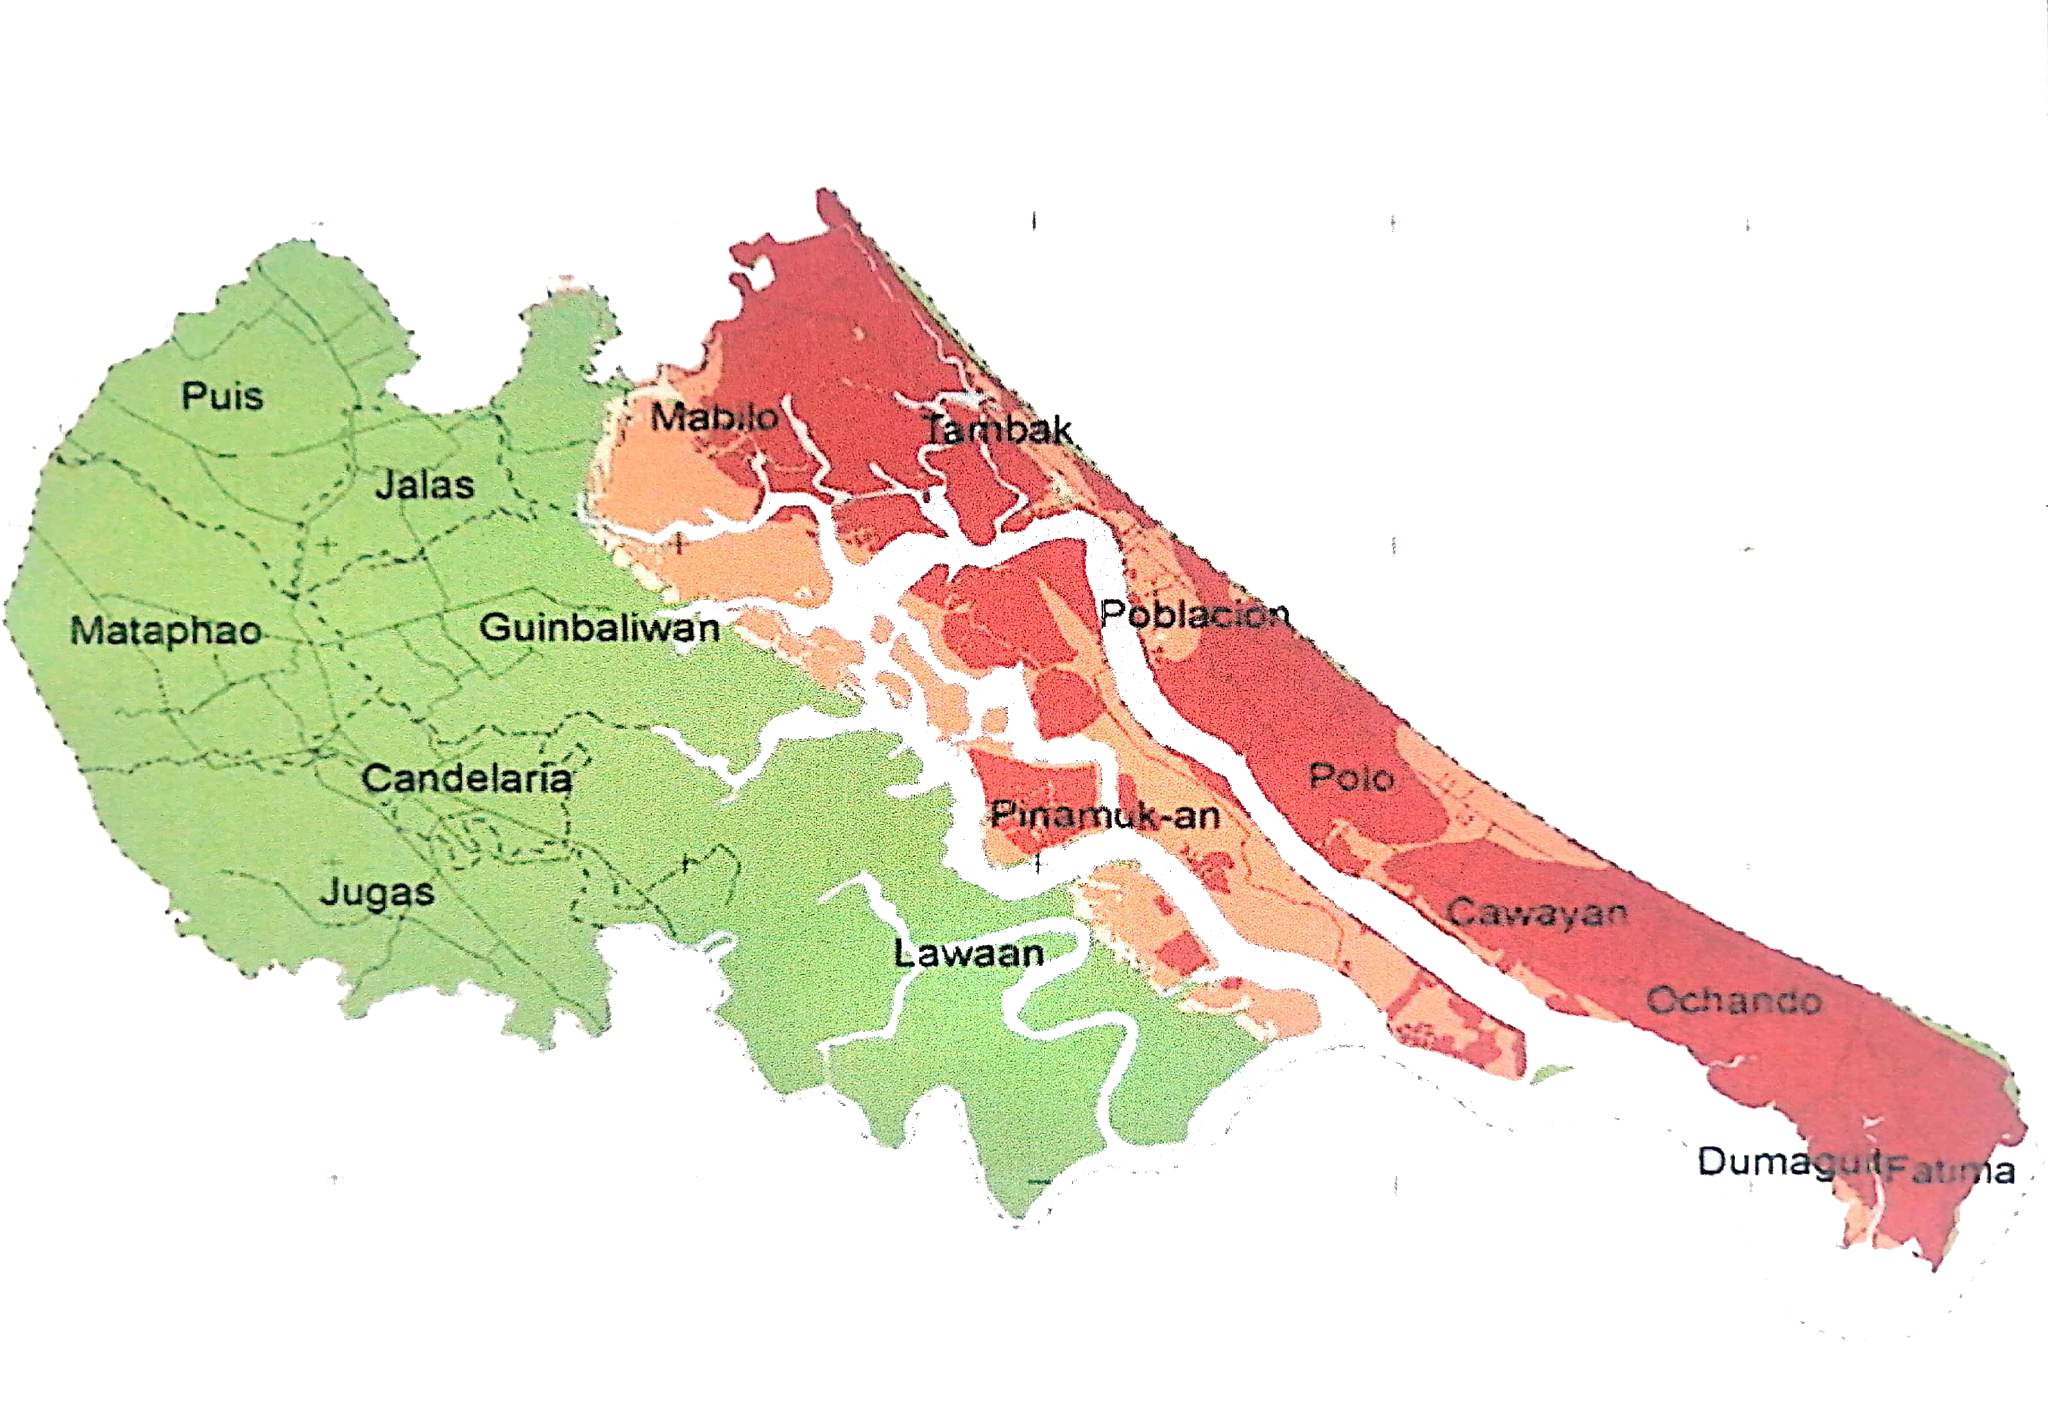 Puis
Mabilo
Tambak
Jalas
Poblacion
Mataphao
Guinbaliwan
Candelaria
Polo
Pinamuk-an
Jugas
Cawayan
Lawaan
Ochando
Dumaguit
Fatima